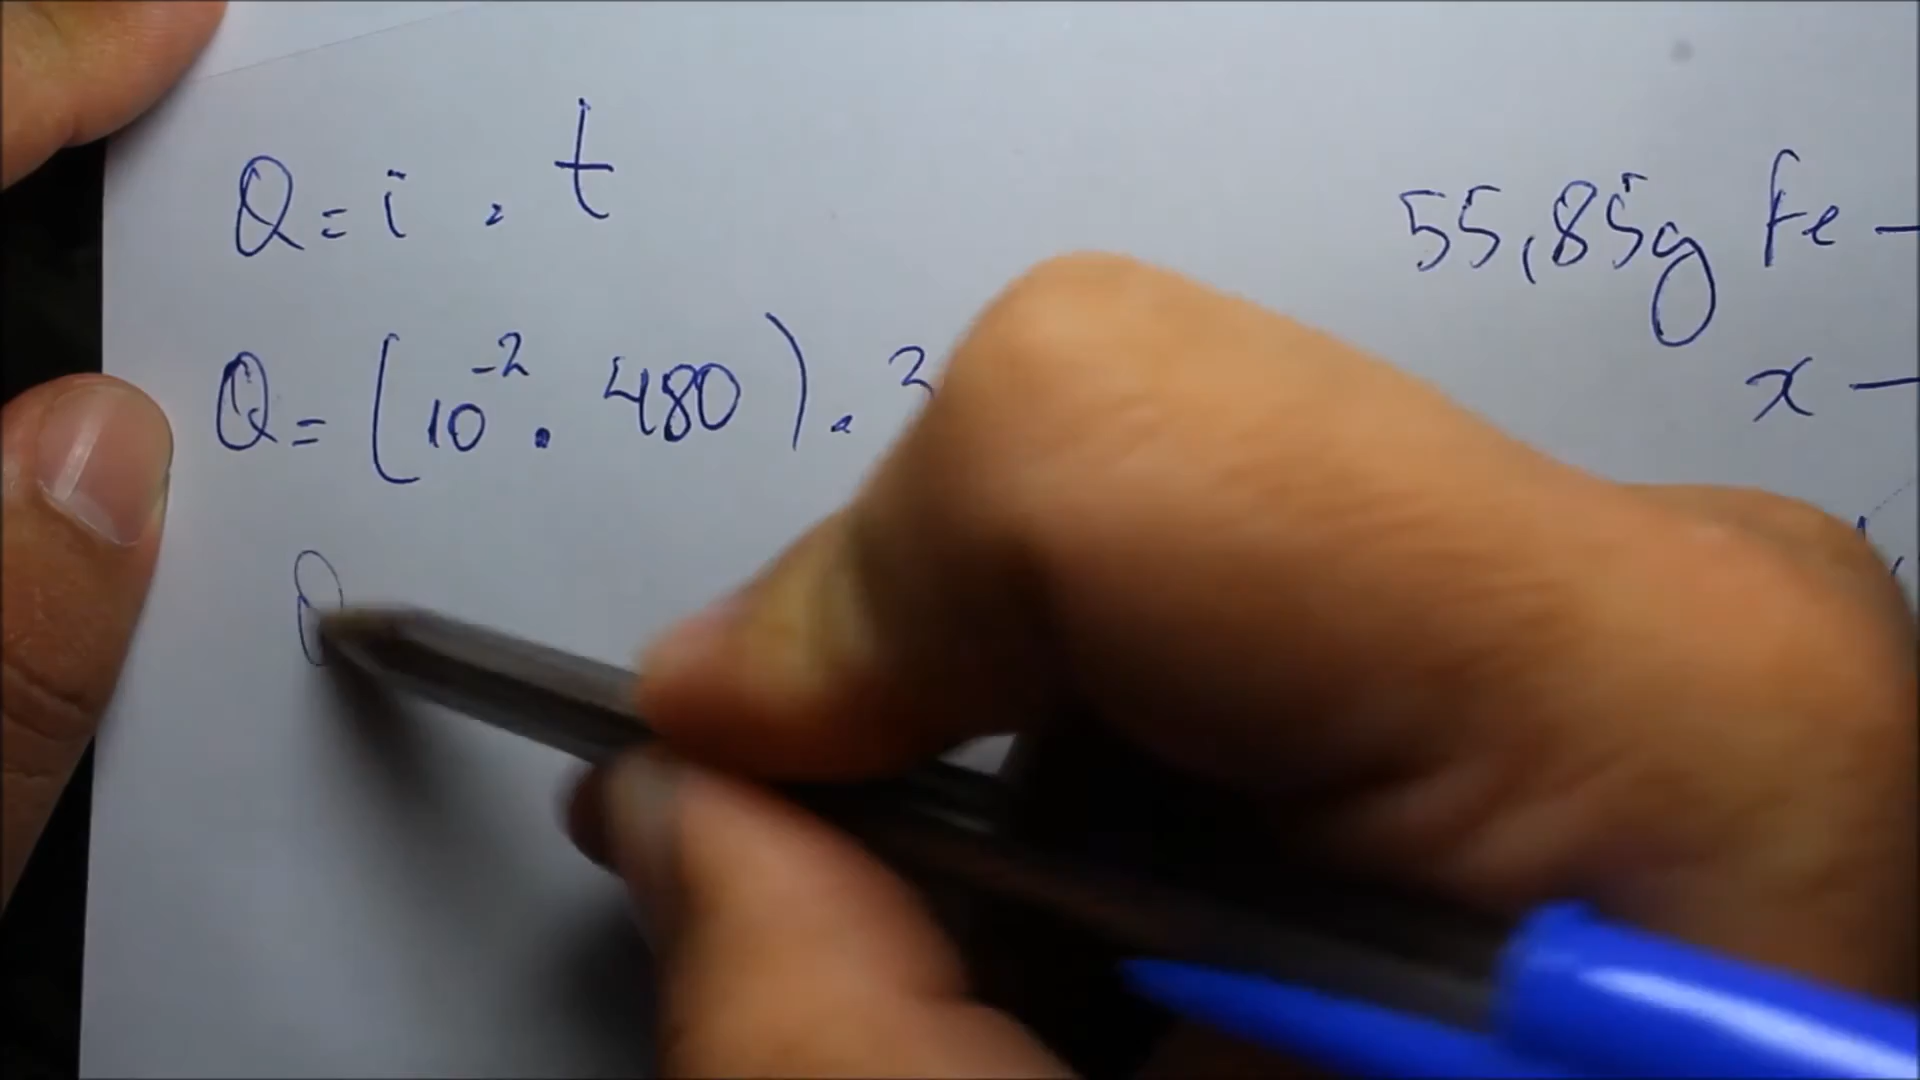 Q = i . t
Q = (10⁻² . 480) . 3
Q
55,85g Fe -
x -